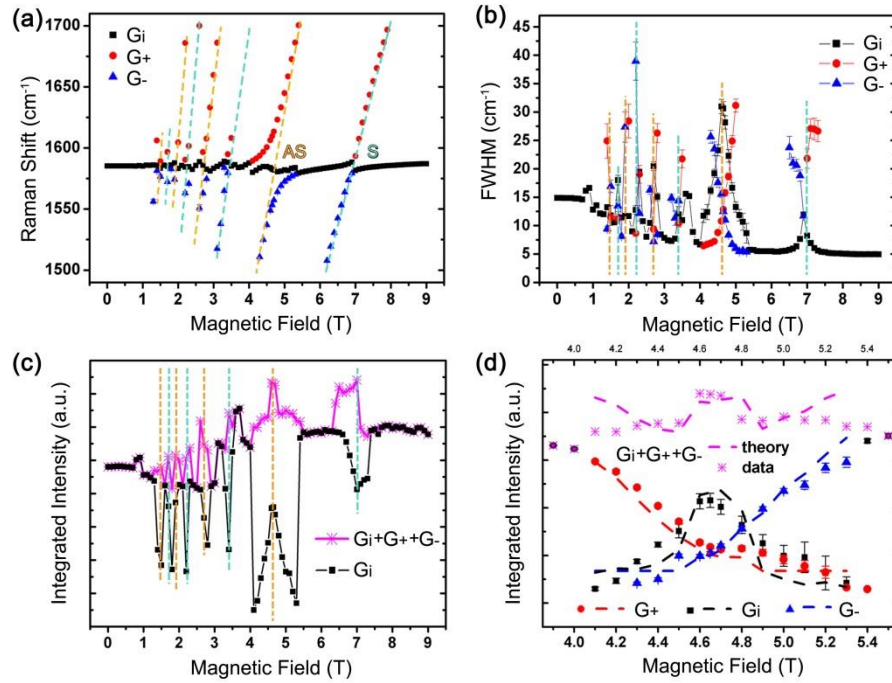 (a)
1700
1650
1600
1550
1500
Raman Shift (cm⁻¹)
Gi
G+
G-
AS
S
0 1 2 3 4 5 6 7 8 9
Magnetic Field (T)
(b)
45
40
35
30
25
20
15
10
5
0
FWHM (cm⁻¹)
Gi
G+
G-
0 1 2 3 4 5 6 7 8 9
Magnetic Field (T)
(c)
Integrated Intensity (a.u.)
Gi+G++G-
Gi
0 1 2 3 4 5 6 7 8 9
Magnetic Field (T)
(d)
4.0 4.2 4.4 4.6 4.8 5.0 5.2 5.4
Integrated Intensity (a.u.)
Gi+G++G-
theory
data
G+ Gi G-
4.0 4.2 4.4 4.6 4.8 5.0 5.2 5.4
Magnetic Field (T)